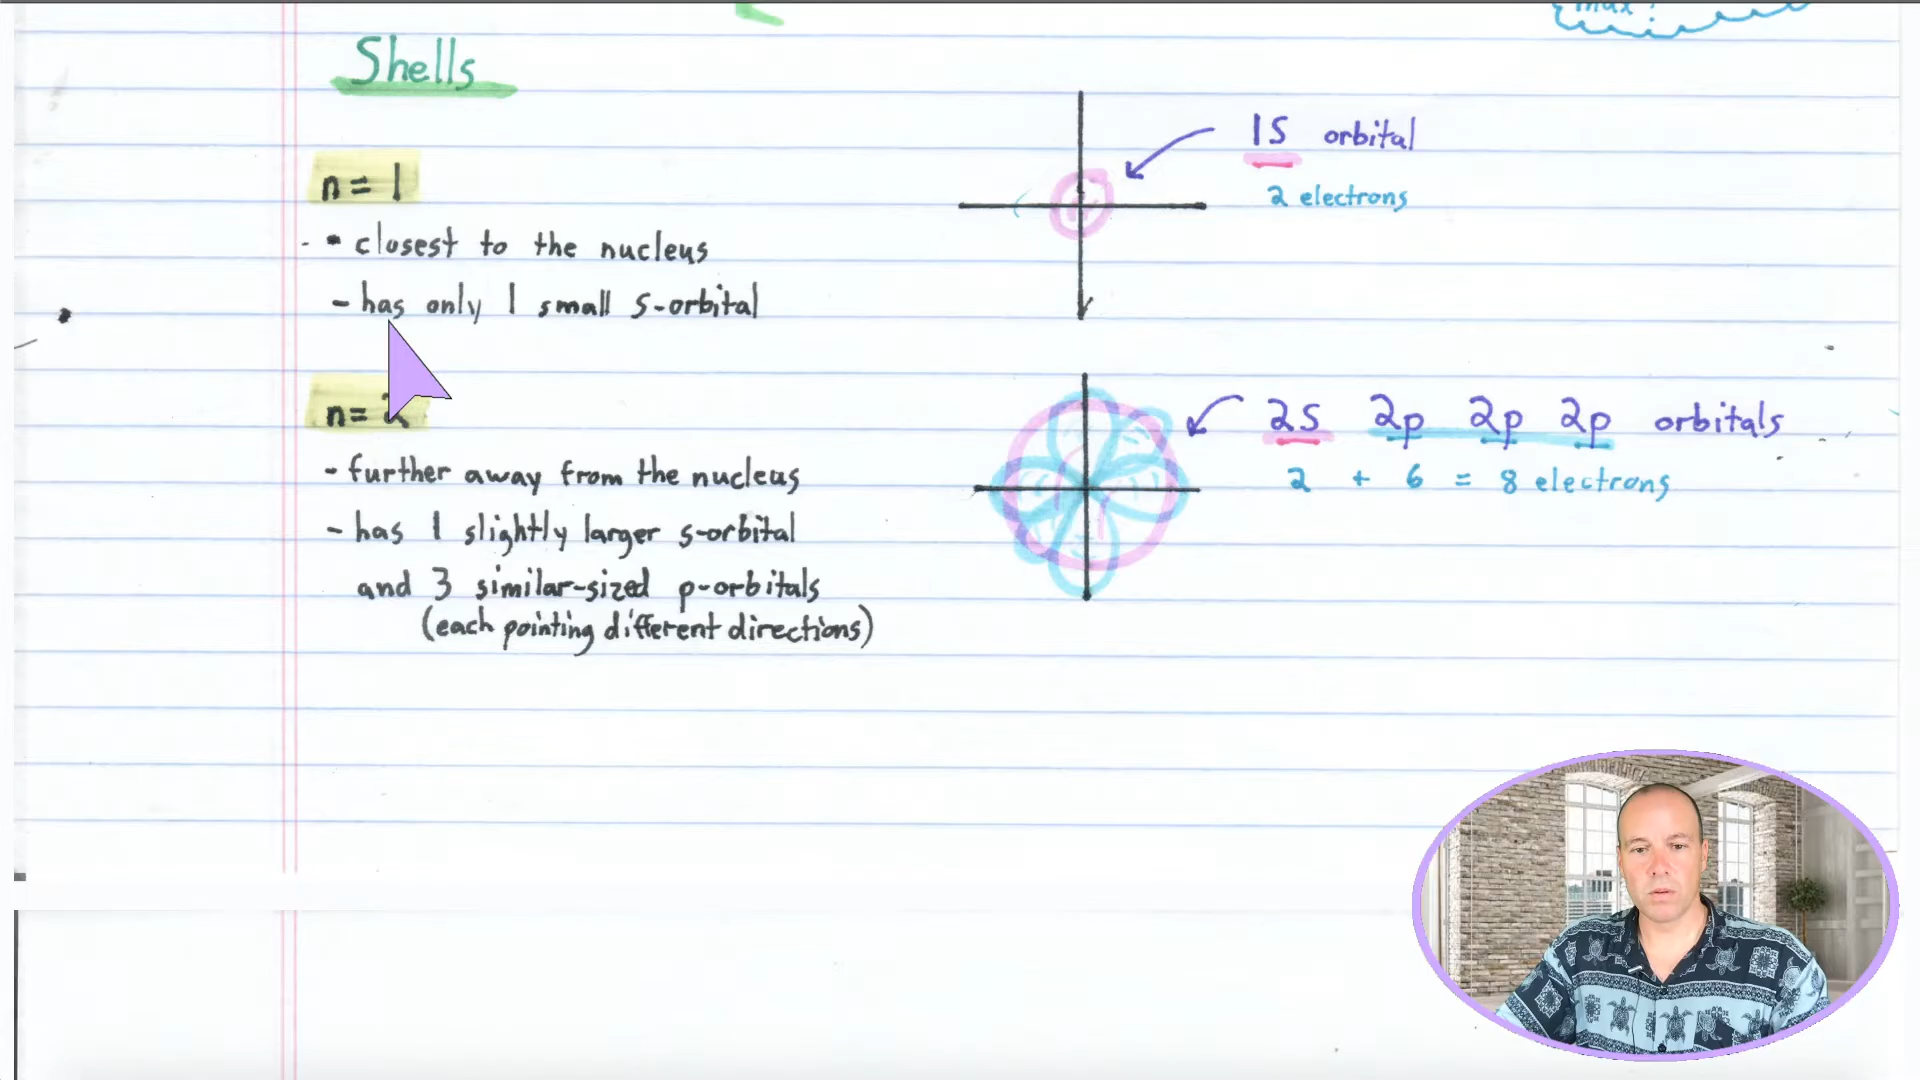 max?
Shells
n = 1
• closest to the nucleus
- has only 1 small s-orbital
1S orbital
2 electrons
n = 2
- further away from the nucleus
- has 1 slightly larger s-orbital
and 3 similar-sized p-orbitals
(each pointing different directions)
2S 2p 2p 2p orbitals
2 + 6 = 8 electrons